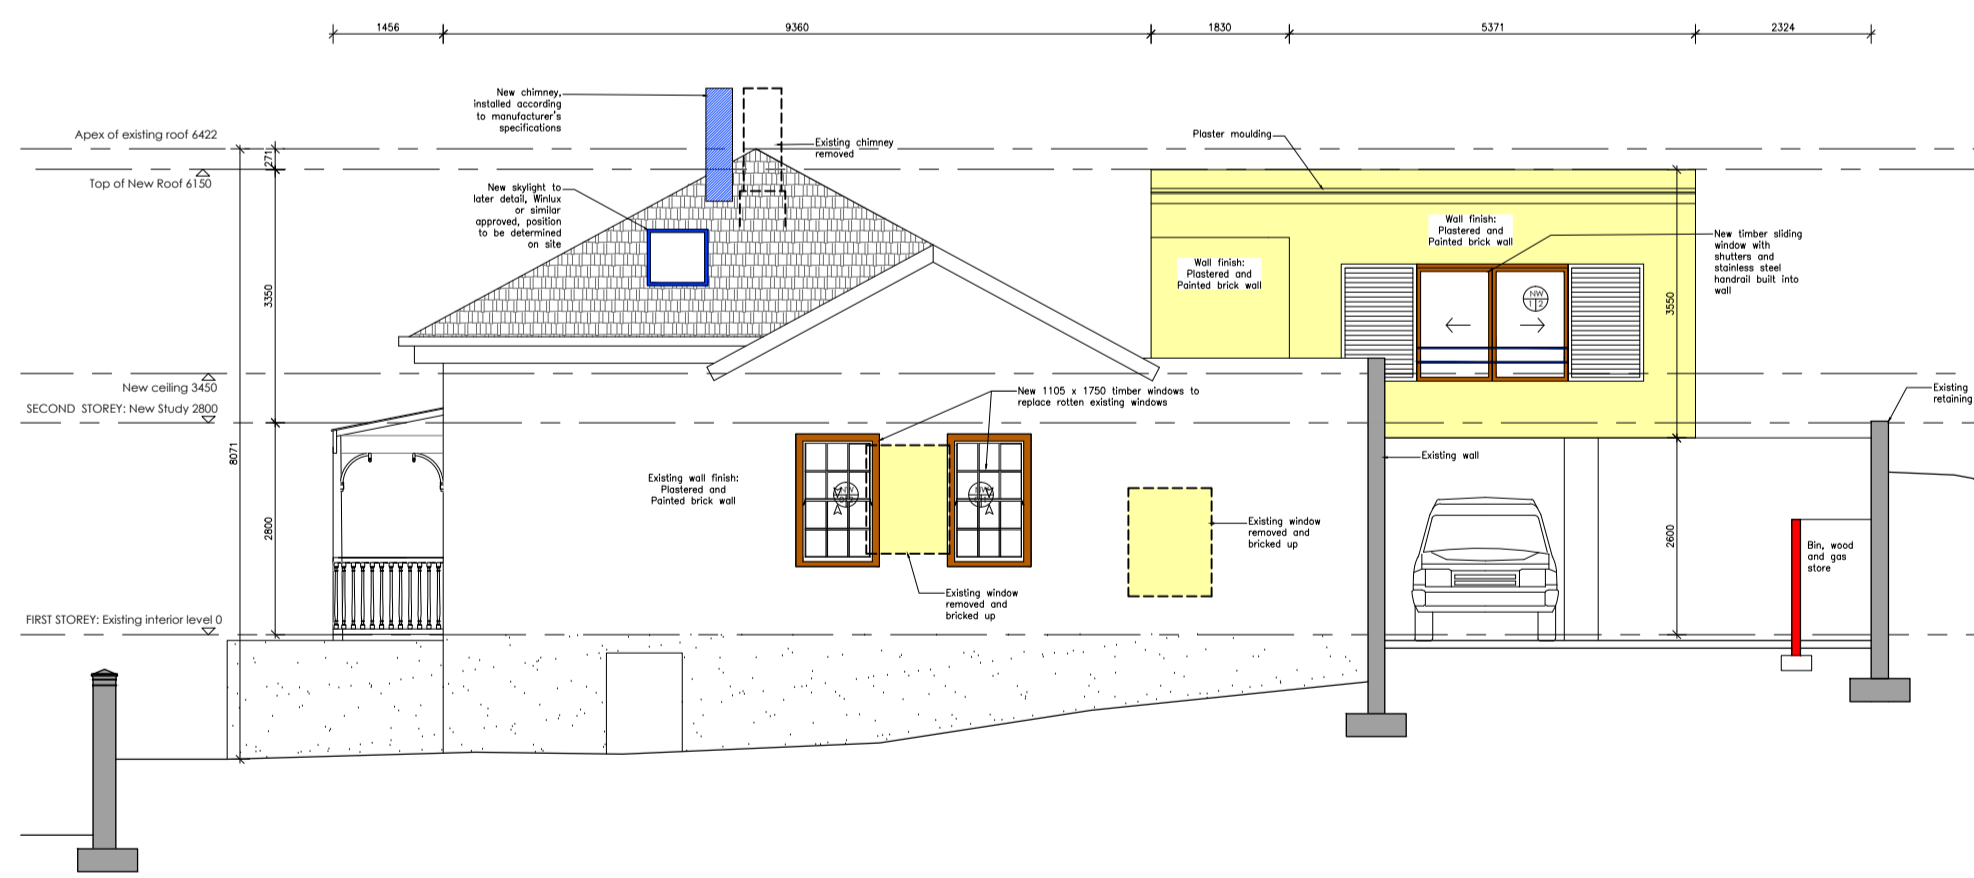 1456
9360
1830
5371
2324
New chimney,
installed according
to manufacturer's
specifications
Apex of existing roof 6422
271
Existing chimney
removed
Plaster moulding
Top of New Roof 6150
New skylight to
later detail, Winlux
or similar
approved, position
to be determined
on site
Wall finish:
Plastered and
Painted brick wall
Wall finish:
Plastered and
Painted brick wall
New timber sliding
window with
shutters and
stainless steel
handrail built into
wall
NW
1 2
3350
3550
New ceiling 3450
SECOND STOREY: New Study 2800
New 1105 x 1750 timber windows to
replace rotten existing windows
Existing
retaining
8071
Existing wall
Existing wall finish:
Plastered and
Painted brick wall
NW
NW
2800
2600
Existing window
removed and
bricked up
Bin, wood
and gas
store
Existing window
removed and
bricked up
FIRST STOREY: Existing interior level 0